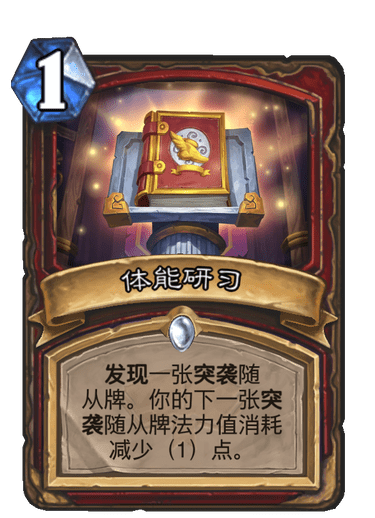 1
体能研习
发现一张突袭随
从牌。你的下一张突
袭随从牌法力值消耗
减少（1）点。